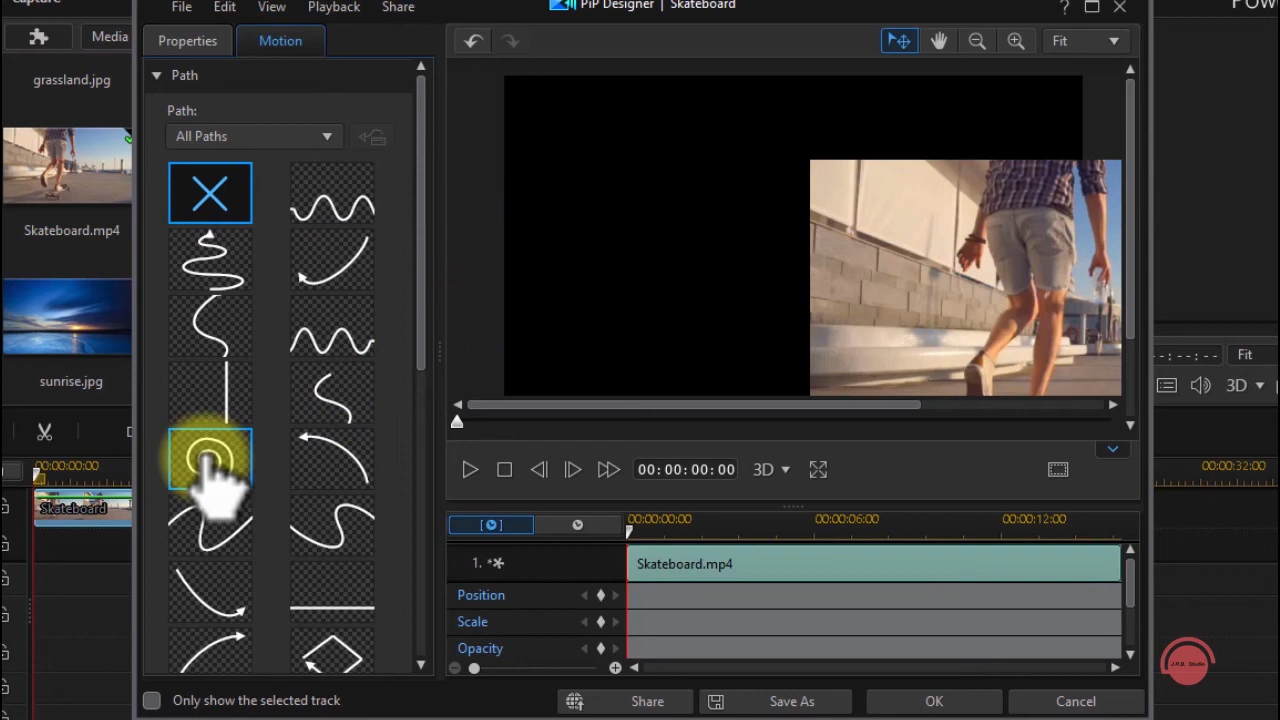 File Edit View Playback Share
PiP Designer | Skateboard
?
Media
Properties
Motion
Fit
grassland.jpg
Path
Path:
All Paths
Skateboard.mp4
sunrise.jpg
00:00:00:00
3D
--:--:--
Fit
3D
00:00:00:00
Skateboard
00:00:00:00
00:00:06:00
00:00:12:00
00:00:32:00
1.
Skateboard.mp4
Position
Scale
Opacity
Only show the selected track
Share
Save As
OK
Cancel
J.R.B. Studio